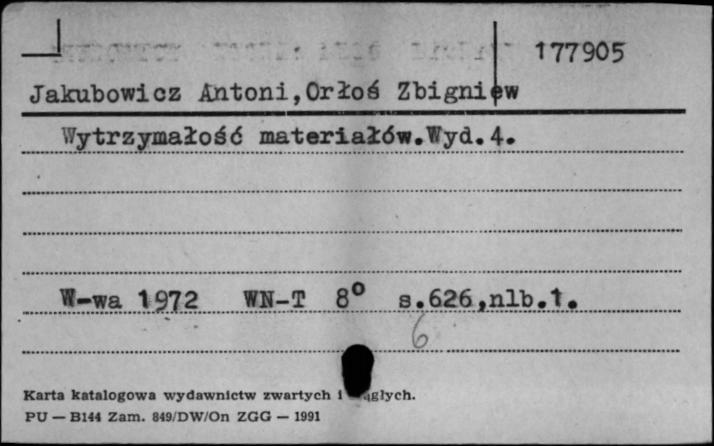 177905
Jakubowicz Antoni,Orłoś Zbigniew
Wytrzymałość materiałów.Wyd.4.
W-wa 1972 WN-T 8° s.626,nlb.1.
6
Karta katalogowa wydawnictw zwartych i
PU — B144 Zam. 849/DW/On ZGG — 1991